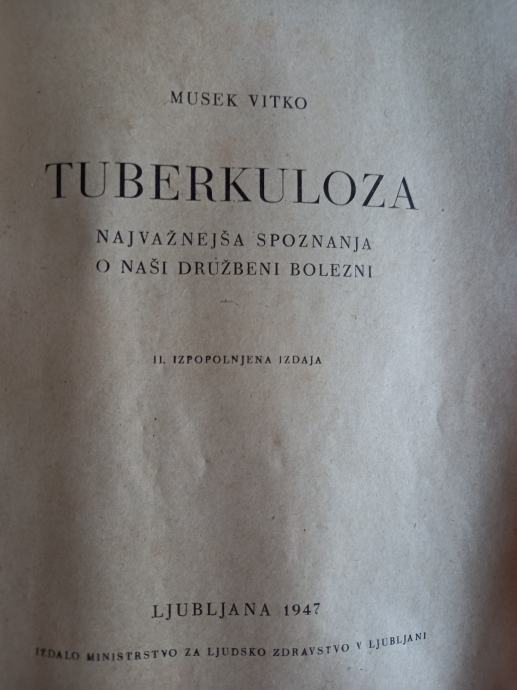 MUSEK VITKO
TUBERKULOZA
NAJVAŽNEJŠA SPOZNANJA
O NAŠI DRUŽBENI BOLEZNI
II. IZPOPOLNJENA IZDAJA
LJUBLJANA 1947
IZDALO MINISTRSTVO ZA LJUDSKO ZDRAVSTVO V LJUBLJANI